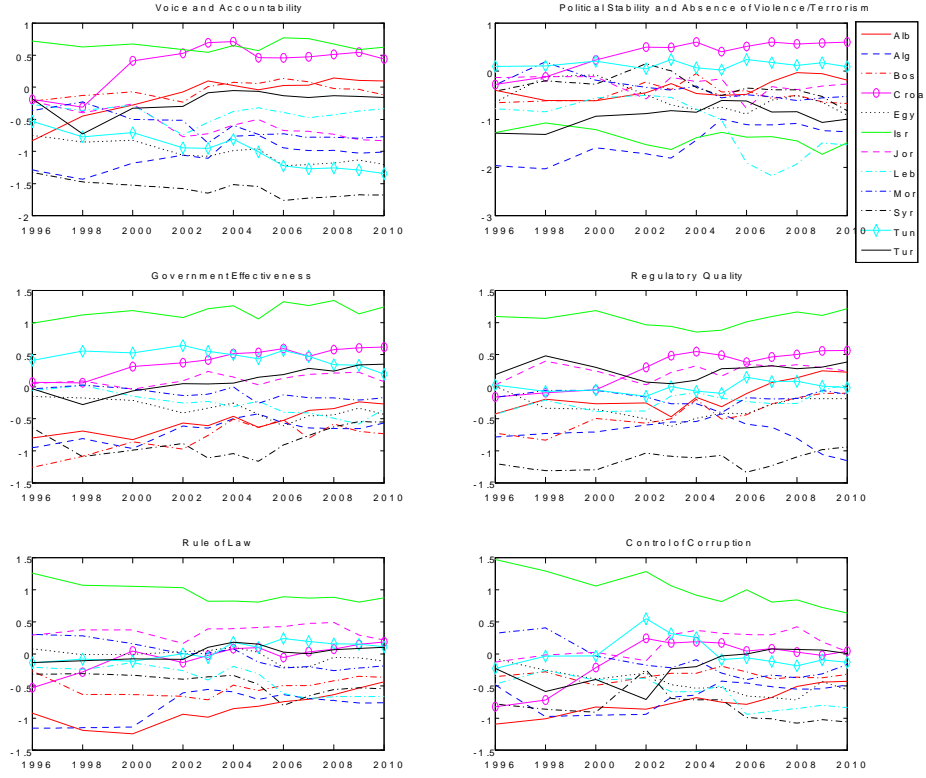 Voice and Accountability
1
0.5
0
-0.5
-1
-1.5
-2
1996 1998 2000 2002 2004 2006 2008 2010
Political Stability and Absence of Violence/Terrorism
1
0
-1
-2
-3
1996 1998 2000 2002 2004 2006 2008 2010
Alb
Alg
Bos
Croa
Egy
Isr
Jor
Leb
Mor
Syr
Tun
Tur
Government Effectiveness
1.5
1
0.5
0
-0.5
-1
-1.5
1996 1998 2000 2002 2004 2006 2008 2010
Regulatory Quality
1.5
1
0.5
0
-0.5
-1
-1.5
1996 1998 2000 2002 2004 2006 2008 2010
Rule of Law
1.5
1
0.5
0
-0.5
-1
-1.5
1996 1998 2000 2002 2004 2006 2008 2010
Control of Corruption
1.5
1
0.5
0
-0.5
-1
-1.5
1996 1998 2000 2002 2004 2006 2008 2010